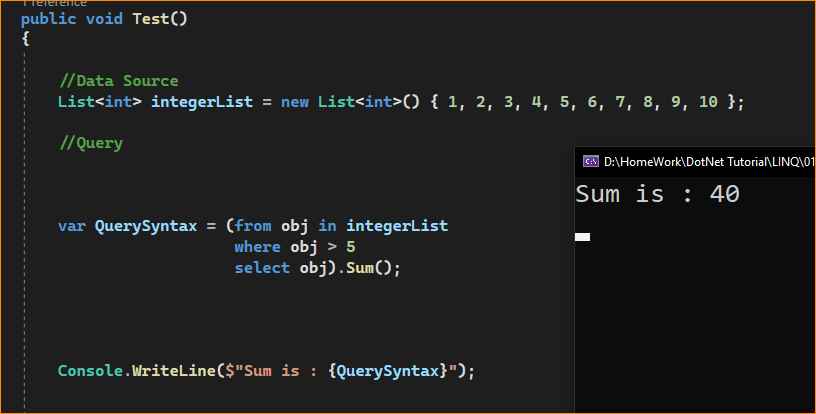 1 reference
public void Test()
{
//Data Source
List<int> integerList = new List<int>() { 1, 2, 3, 4, 5, 6, 7, 8, 9, 10 };
//Query
D:\HomeWork\DotNet Tutorial\LINQ\01
Sum is : 40
var QuerySyntax = (from obj in integerList
where obj > 5
select obj).Sum();
Console.WriteLine($"Sum is : {QuerySyntax}");